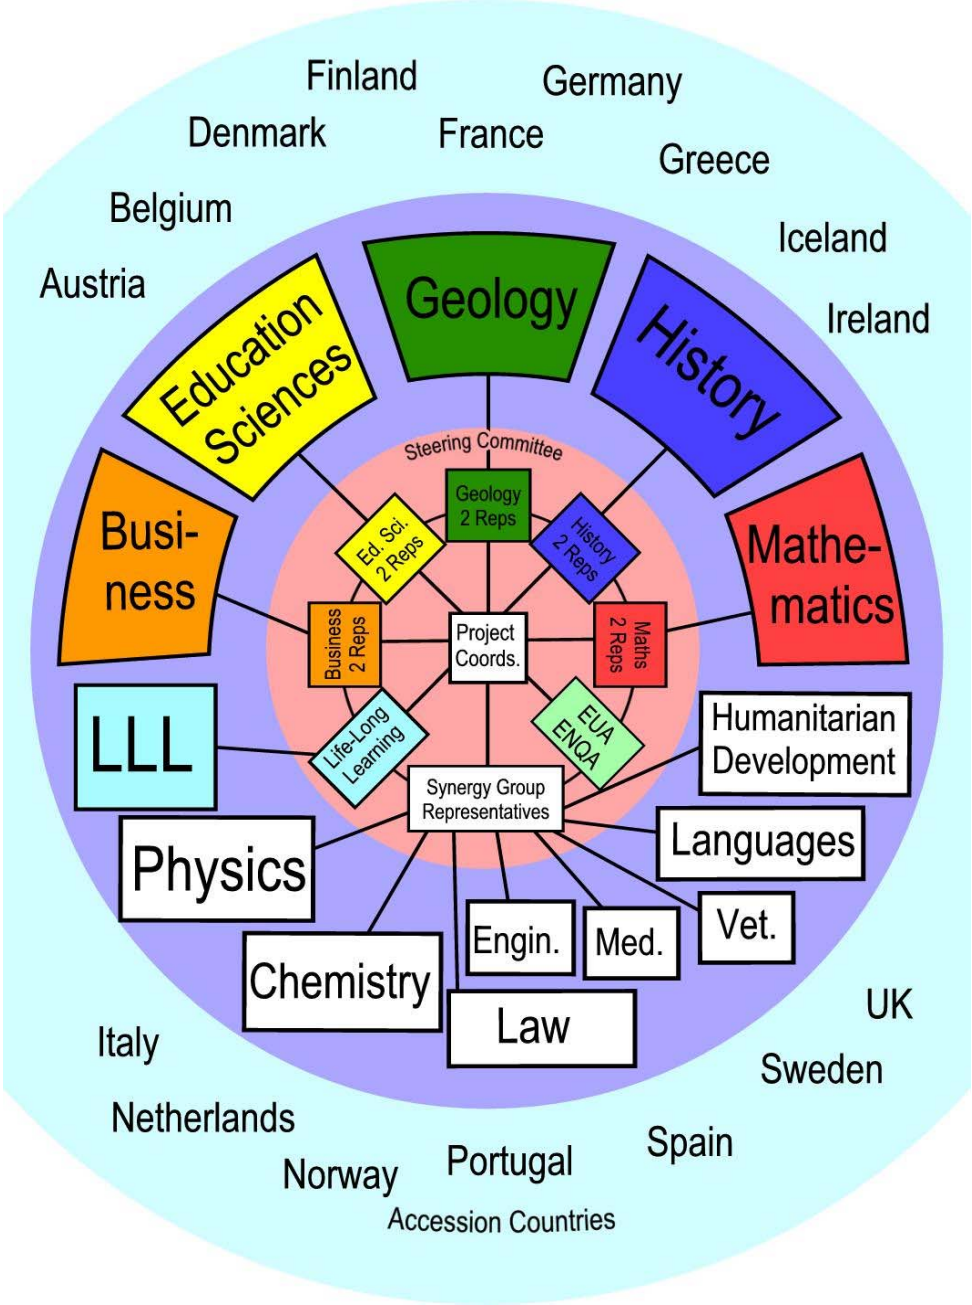 Finland
Germany
Denmark
France
Greece
Belgium
Iceland
Austria
Ireland
Geology
Education
Sciences
History
Busi-
ness
Mathe-
matics
Steering Committee
Geology
2 Reps
Ed. Sci.
2 Reps
History
2 Reps
Business
2 Reps
Project
Coords.
Maths
2 Reps
Life-Long
Learning
EUA
ENQA
Synergy Group
Representatives
LLL
Humanitarian
Development
Physics
Languages
Chemistry
Engin.
Med.
Vet.
Law
Italy
UK
Netherlands
Sweden
Norway
Portugal
Spain
Accession Countries